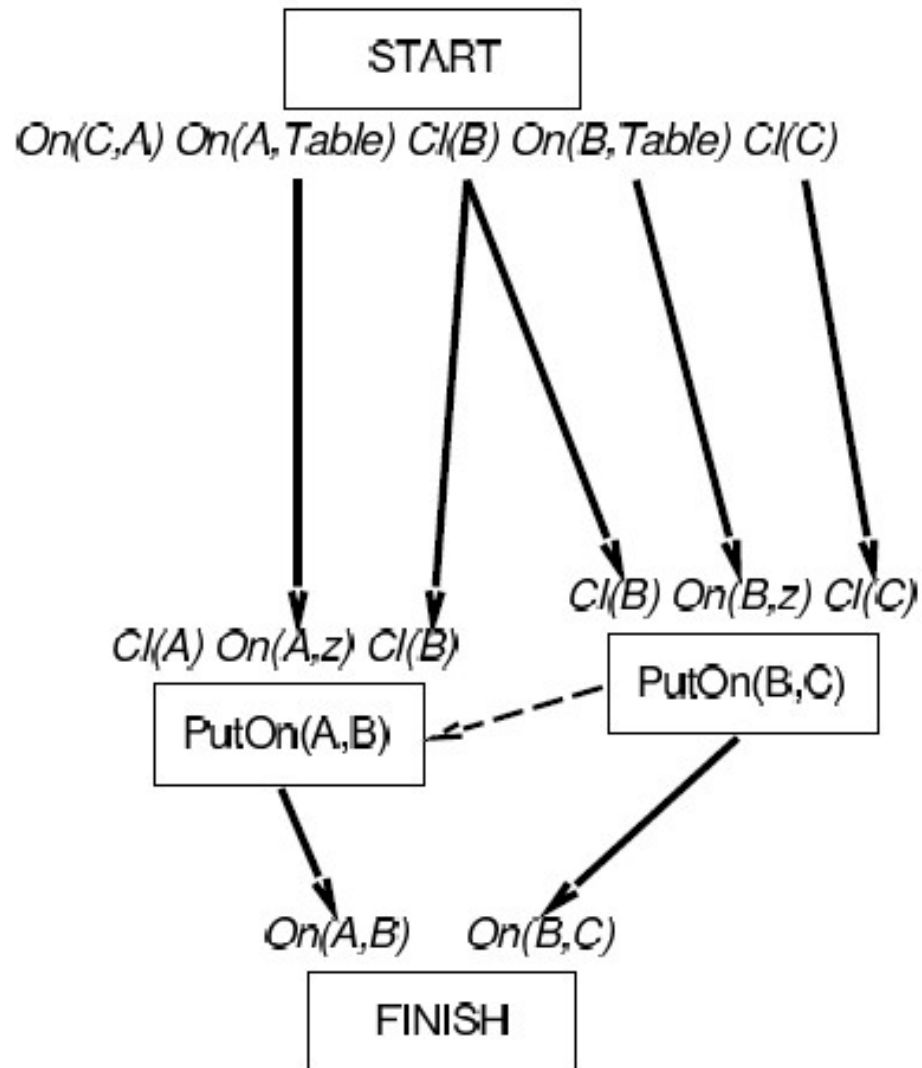 START
On(C,A) On(A,Table) Cl(B) On(B,Table) Cl(C)
Cl(B) On(B,z) Cl(C)
Cl(A) On(A,z) Cl(B)
PutOn(B,C)
PutOn(A,B)
On(A,B) On(B,C)
FINISH